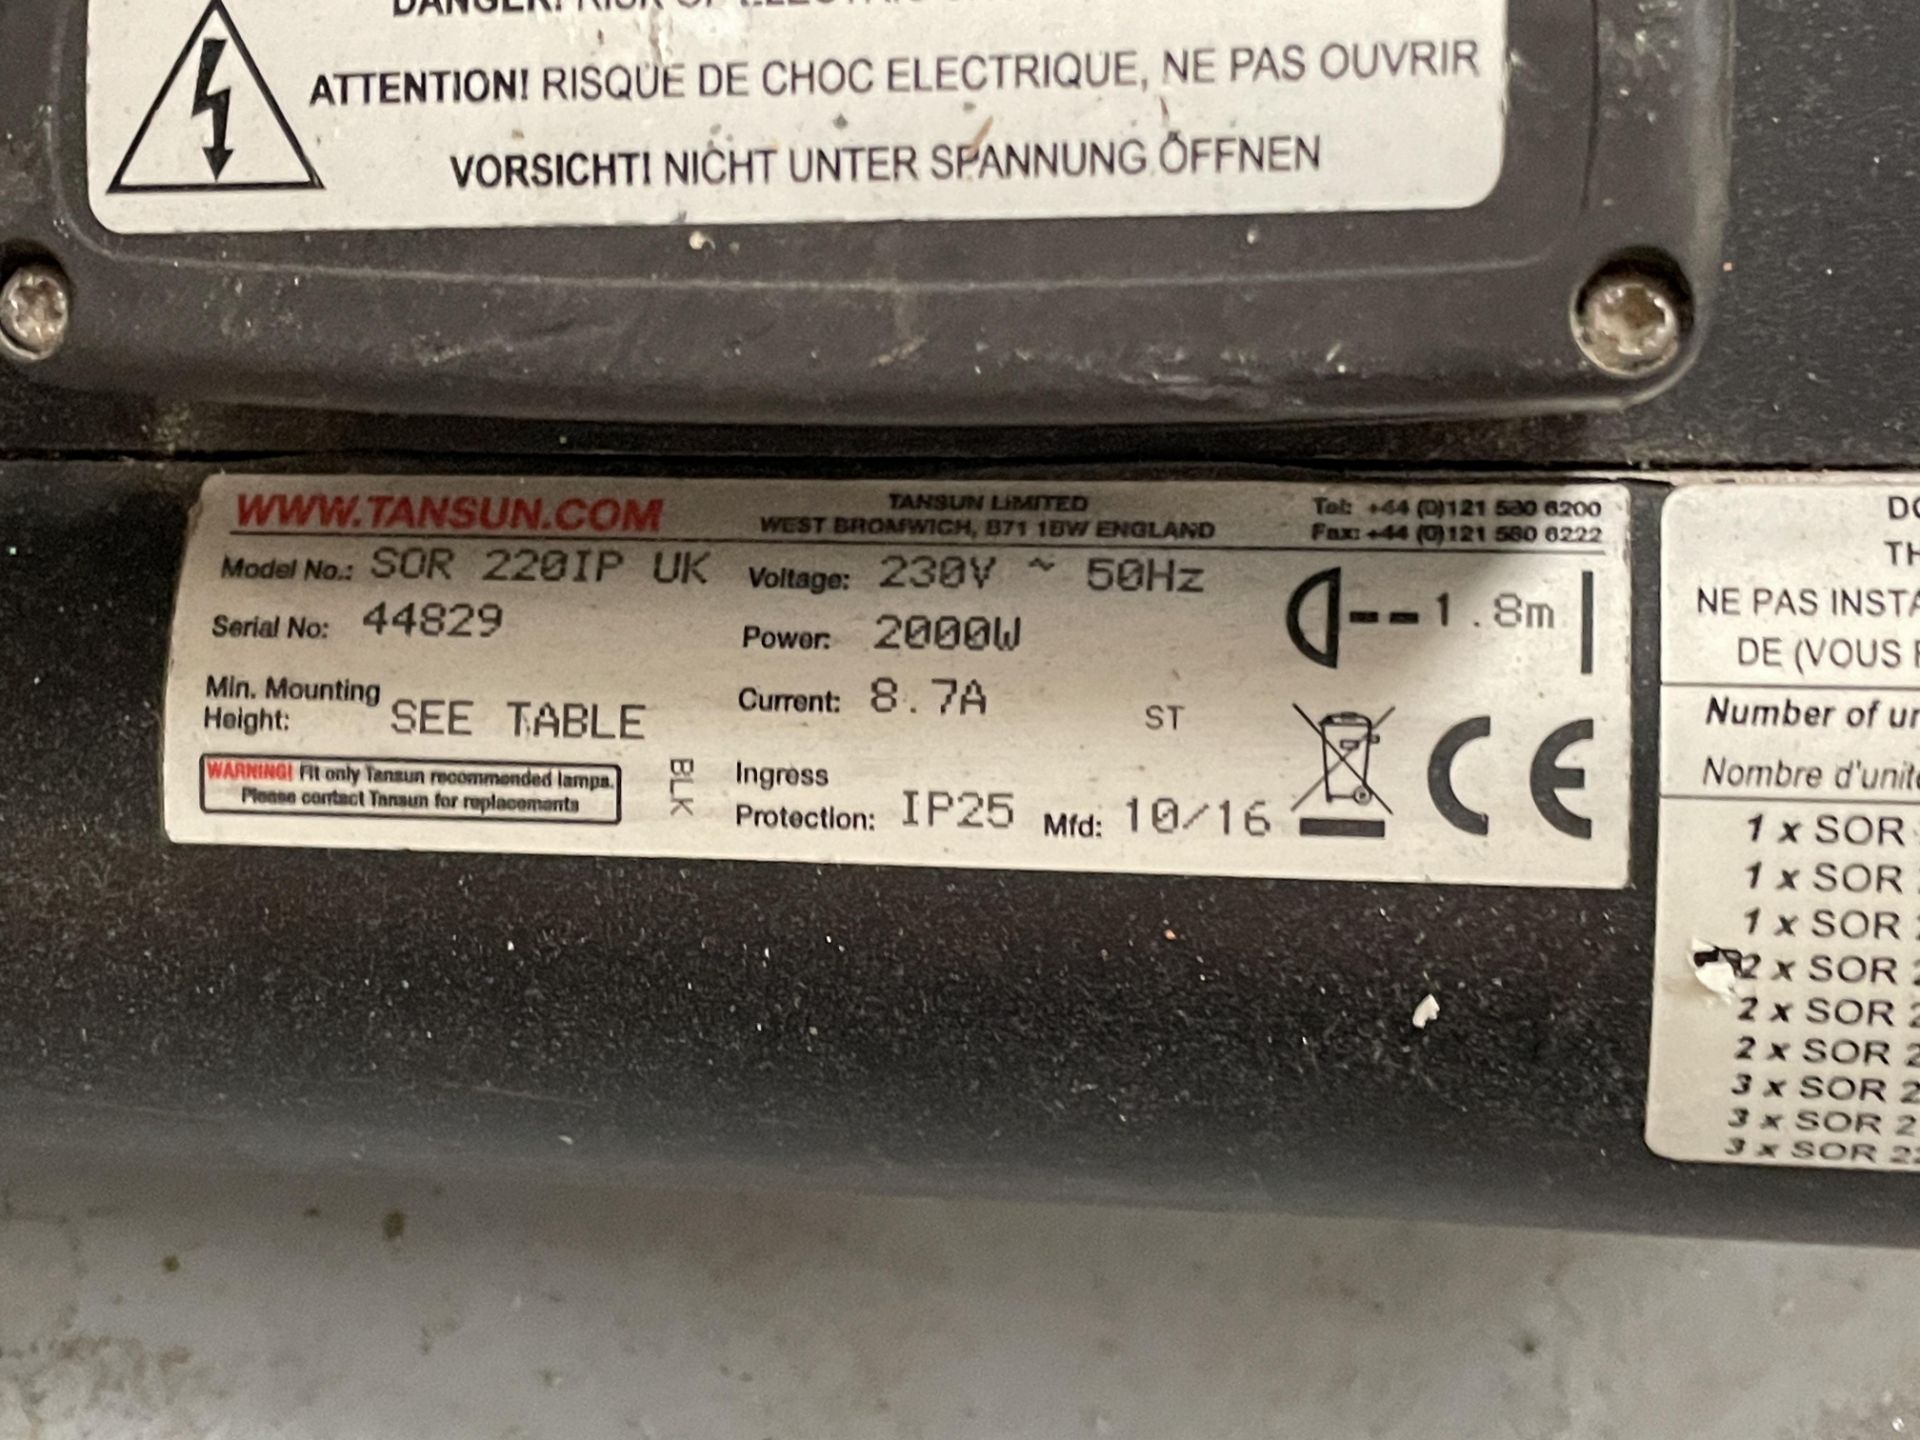 DANGER! RISK OF ELECTRIC
ATTENTION! RISQUE DE CHOC ELECTRIQUE, NE PAS OUVRIR
VORSICHT! NICHT UNTER SPANNUNG ÖFFNEN
WWW.TANSUN.COM
TANSUN LIMITED
WEST BROMWICH, B71 1BW ENGLAND
Tel: +44 (0)121 580 6200
Fax: +44 (0)121 580 6222
Model No.: SOR 220IP UK
Serial No: 44829
Min. Mounting
Height: SEE TABLE
WARNING! Fit only Tansun recommended lamps.
Please contact Tansun for replacements
BLK
Voltage: 230V ~ 50Hz
Power: 2000W
Current: 8.7A
ST
Ingress
Protection: IP25 Mfd: 10/16
1.8m
CE
NE PAS
DE (VOUS
Number of
Nombre
1 x SOR
1 x SOR
1 x SOR
2 x SOR
2 x SOR
2 x SOR
3 x SOR
3 x SOR
3 x SOR